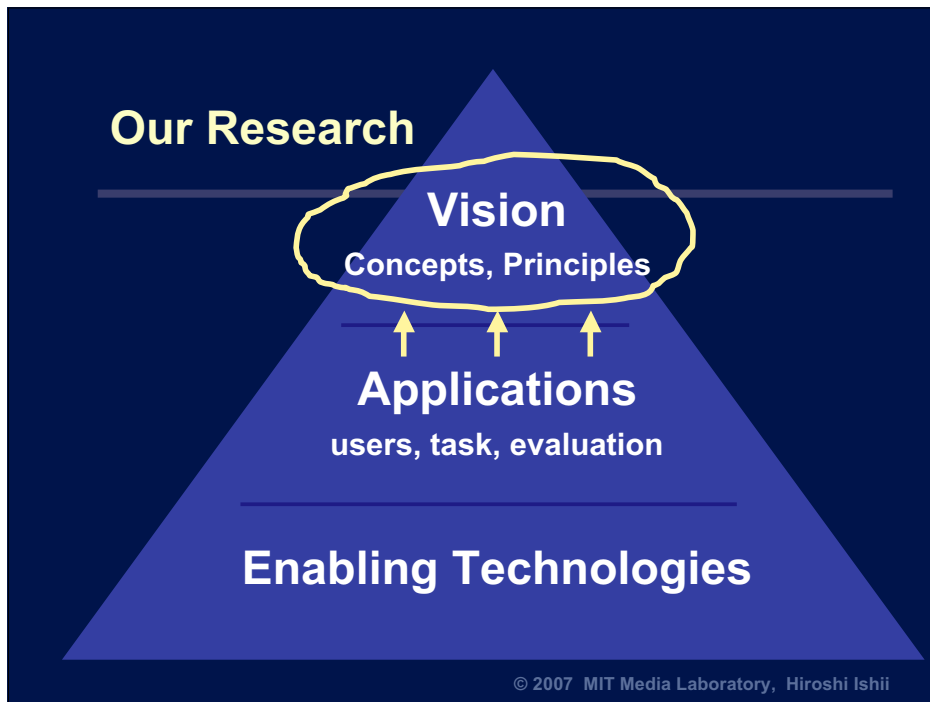 Our Research
Vision
Concepts, Principles
Applications
users, task, evaluation
Enabling Technologies
© 2007 MIT Media Laboratory, Hiroshi Ishii